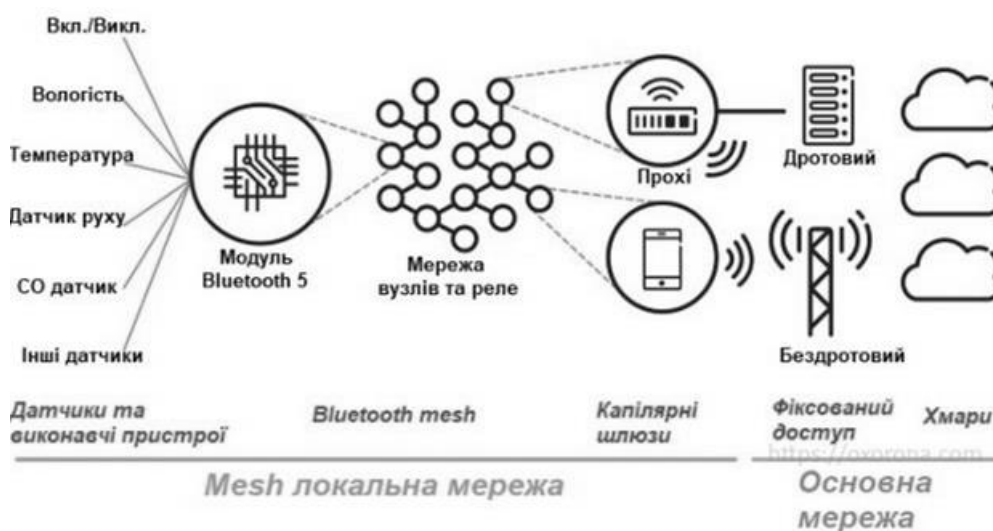 Вкл./Викл.
Вологість
Температура
Датчик руху
СО датчик
Інші датчики
Модуль
Bluetooth 5
Мережа
вузлів та реле
Прохі
Дротовий
Бездротовий
Датчики та
виконавчі пристрої
Bluetooth mesh
Капілярні
шлюзи
Фіксований
доступ
Хмари
https://oxorona.com
Mesh локальна мережа
Основна
мережа